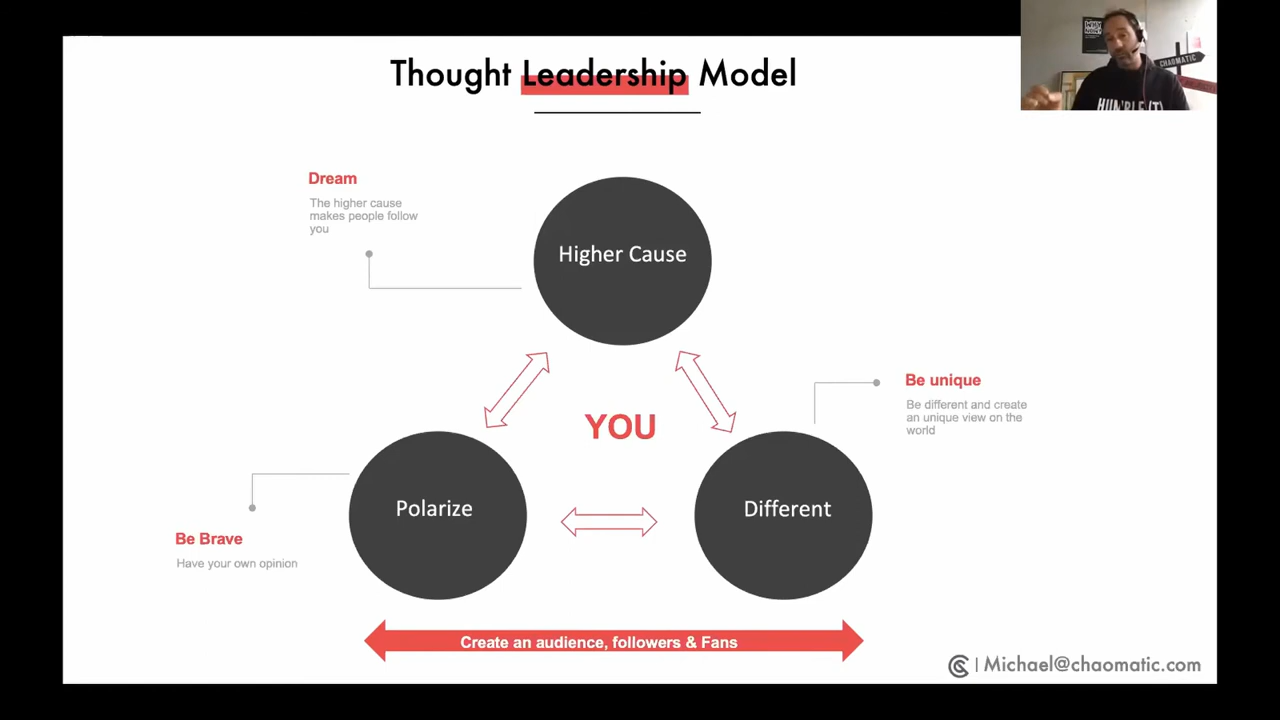 Thought Leadership Model
CHAOMATIC
Dream
The higher cause
makes people follow
you
Higher Cause
Be unique
Be different and create
an unique view on the
world
YOU
Polarize
Different
Be Brave
Have your own opinion
Create an audience, followers & Fans
| Michael@chaomatic.com